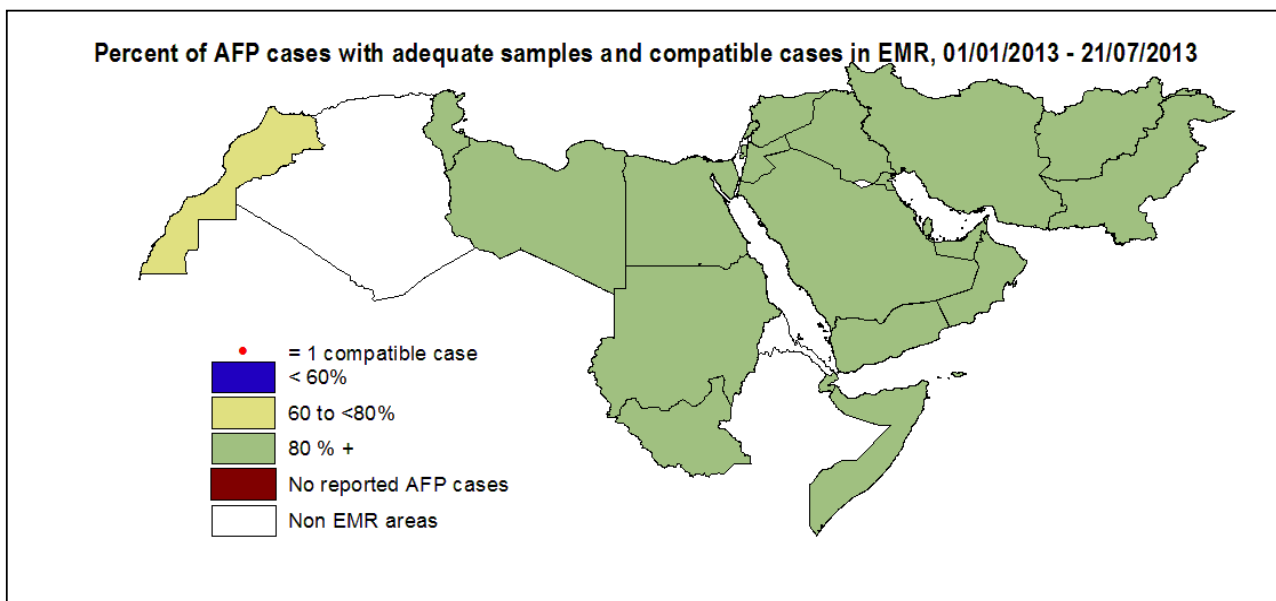 Percent of AFP cases with adequate samples and compatible cases in EMR, 01/01/2013 - 21/07/2013
= 1 compatible case
< 60%
60 to <80%
80 % +
No reported AFP cases
Non EMR areas